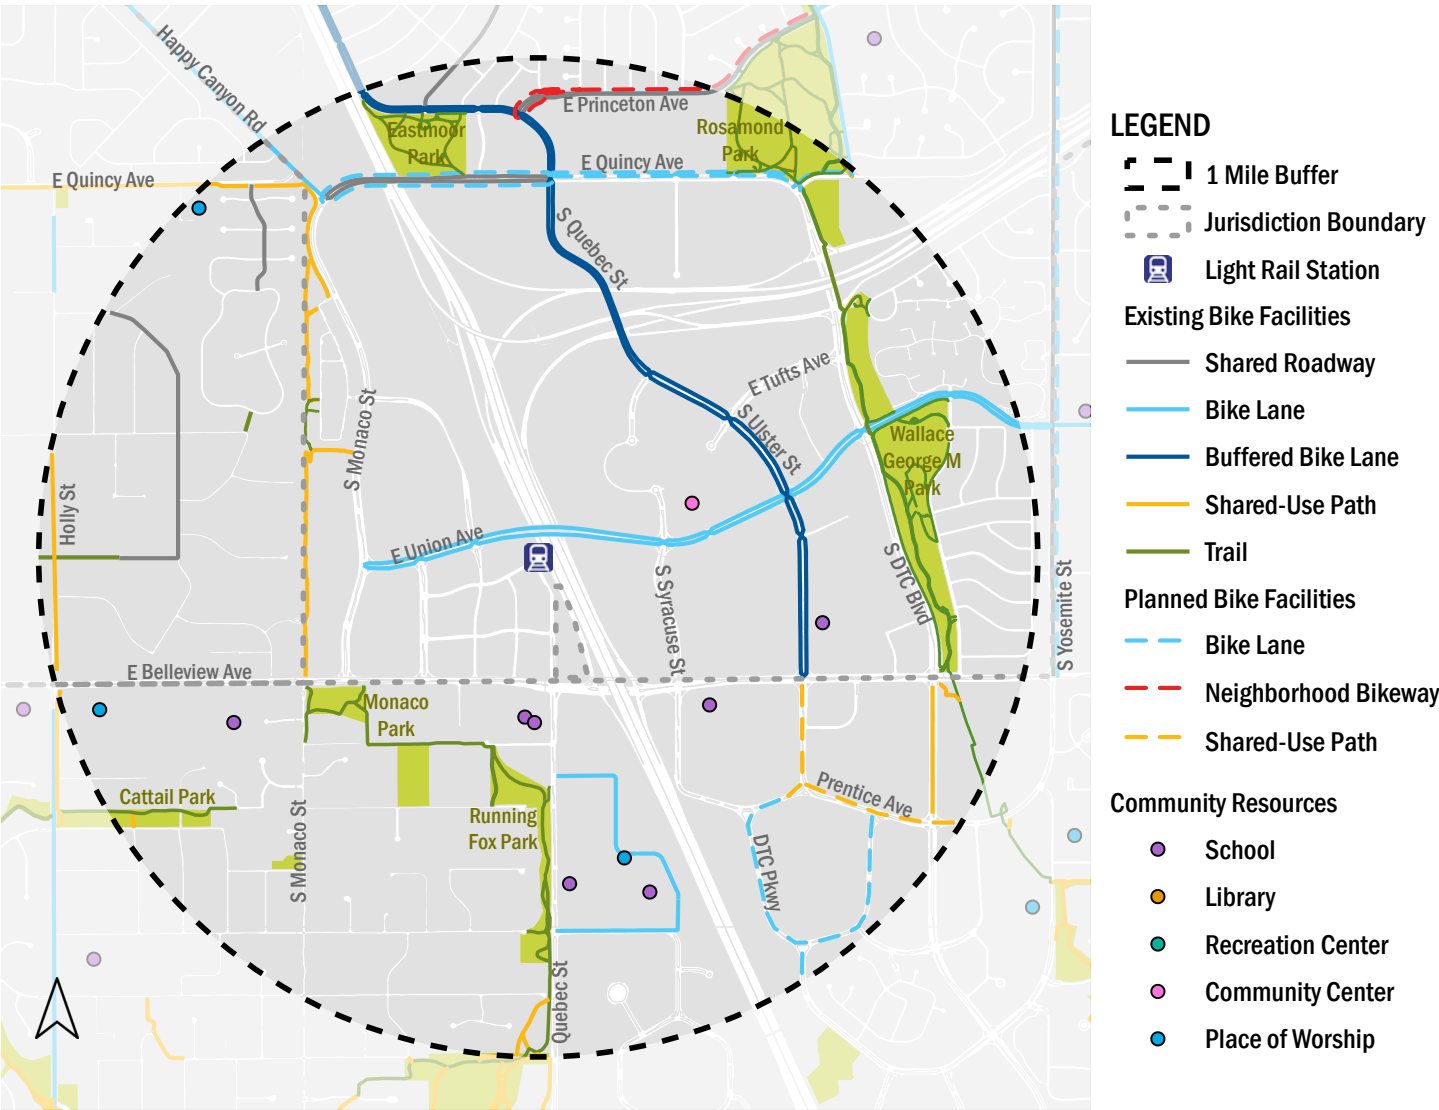 Happy Canyon Rd
E Princeton Ave
Eastmoor
Park
Rosamond
Park
E Quincy Ave
E Quincy Ave
S Quebec St
E Tufts Ave
S Monaco St
S Ulster St
Wallace
George M
Park
Holly St
E Union Ave
S Syracuse St
S DTC Blvd
S Yosemite St
E Belleview Ave
Monaco
Park
Cattail Park
Prentice Ave
Running
Fox Park
S Monaco St
DTC Pkwy
Quebec St
LEGEND
1 Mile Buffer
Jurisdiction Boundary
Light Rail Station
Existing Bike Facilities
Shared Roadway
Bike Lane
Buffered Bike Lane
Shared-Use Path
Trail
Planned Bike Facilities
Bike Lane
Neighborhood Bikeway
Shared-Use Path
Community Resources
School
Library
Recreation Center
Community Center
Place of Worship